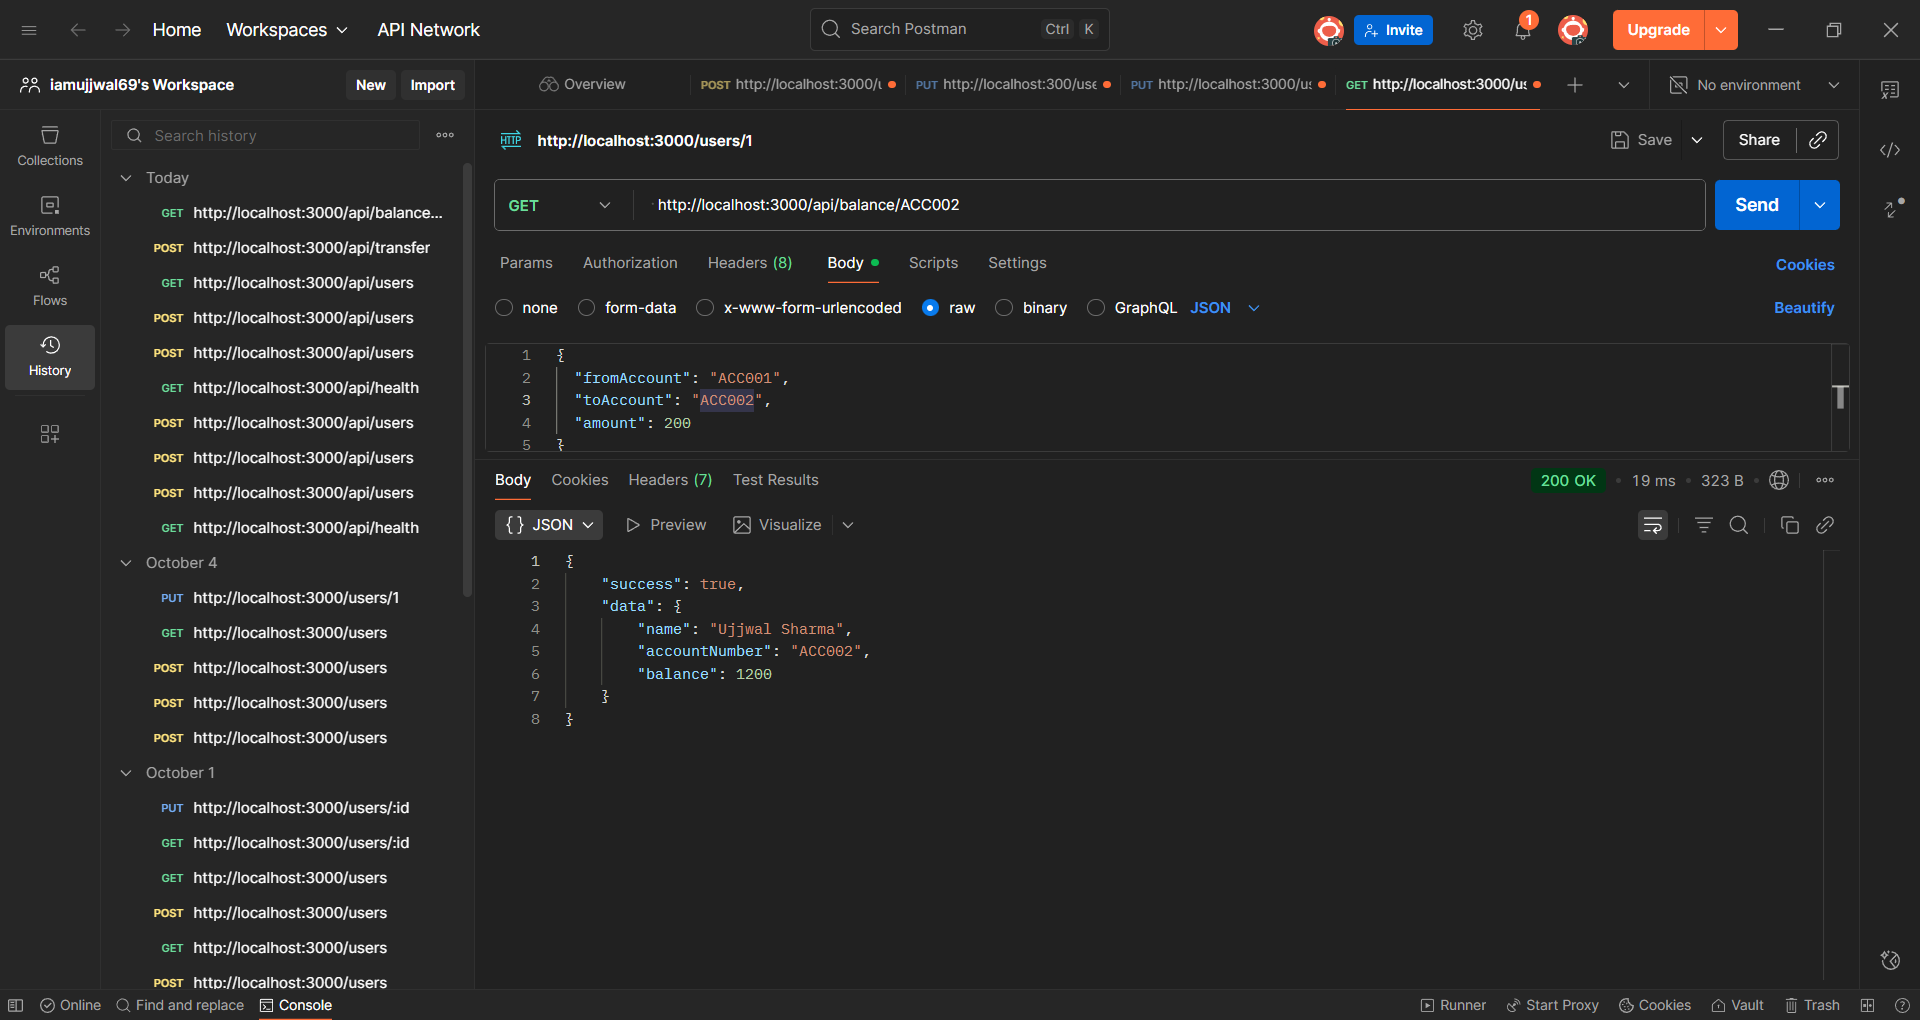 Home Workspaces API Network Search Postman Ctrl K Invite 1 Upgrade
iamujjwal69's Workspace New Import
Overview POST http://localhost:3000/u PUT http://localhost:300/use PUT http://localhost:3000/us GET http://localhost:3000/us No environment
Collections
Environments
Flows
History
Search history
Today
GET http://localhost:3000/api/balance...
POST http://localhost:3000/api/transfer
GET http://localhost:3000/api/users
POST http://localhost:3000/api/users
POST http://localhost:3000/api/users
GET http://localhost:3000/api/health
POST http://localhost:3000/api/users
POST http://localhost:3000/api/users
POST http://localhost:3000/api/users
GET http://localhost:3000/api/health
October 4
PUT http://localhost:3000/users/1
GET http://localhost:3000/users
POST http://localhost:3000/users
POST http://localhost:3000/users
POST http://localhost:3000/users
October 1
PUT http://localhost:3000/users/:id
GET http://localhost:3000/users/:id
GET http://localhost:3000/users
POST http://localhost:3000/users
GET http://localhost:3000/users
POST http://localhost:3000/users
HTTP http://localhost:3000/users/1 Save Share
GET http://localhost:3000/api/balance/ACC002 Send
Params Authorization Headers (8) Body Scripts Settings Cookies
none form-data x-www-form-urlencoded raw binary GraphQL JSON Beautify
1 {
2 "fromAccount": "ACC001",
3 "toAccount": "ACC002",
4 "amount": 200
5 }
Body Cookies Headers (7) Test Results 200 OK 19 ms 323 B
{} JSON Preview Visualize
1 {
2 "success": true,
3 "data": {
4 "name": "Ujjwal Sharma",
5 "accountNumber": "ACC002",
6 "balance": 1200
7 }
8 }
Online Find and replace Console Runner Start Proxy Cookies Vault Trash